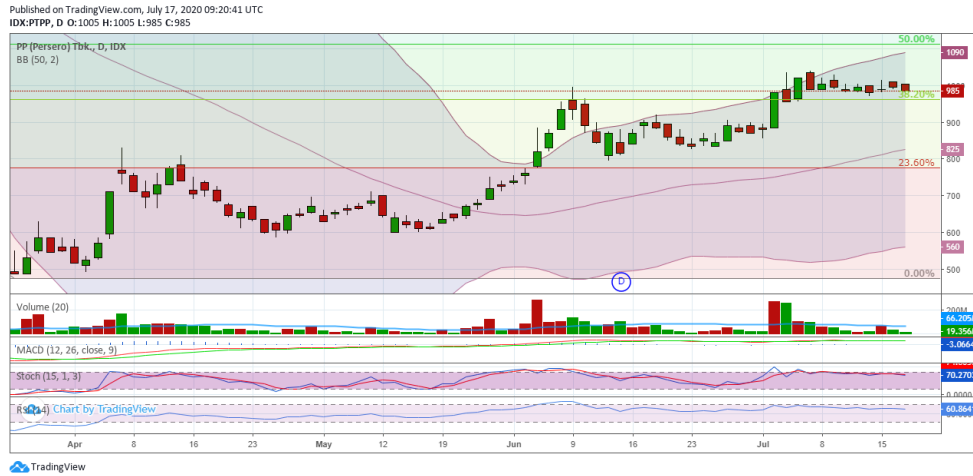 Published on TradingView.com, July 17, 2020 09:20:41 UTC
IDX:PTPP, D O:1005 H:1005 L:985 C:985
PP (Persero) Tbk., D, IDX
BB (50, 2)
50.00%
1090
985
38.20%
900
825
800
23.60%
700
600
560
500
0.00%
D
Volume (20)
200M
66.205
19.356
MACD (12, 26, close, 9)
-3.0664
Stoch (15, 1, 3)
70.270
0.0000
RSI (14)
Chart by TradingView
60.864
Apr 8 16 23 May 12 Jun 9 16 24 Jul 8 15
TradingView